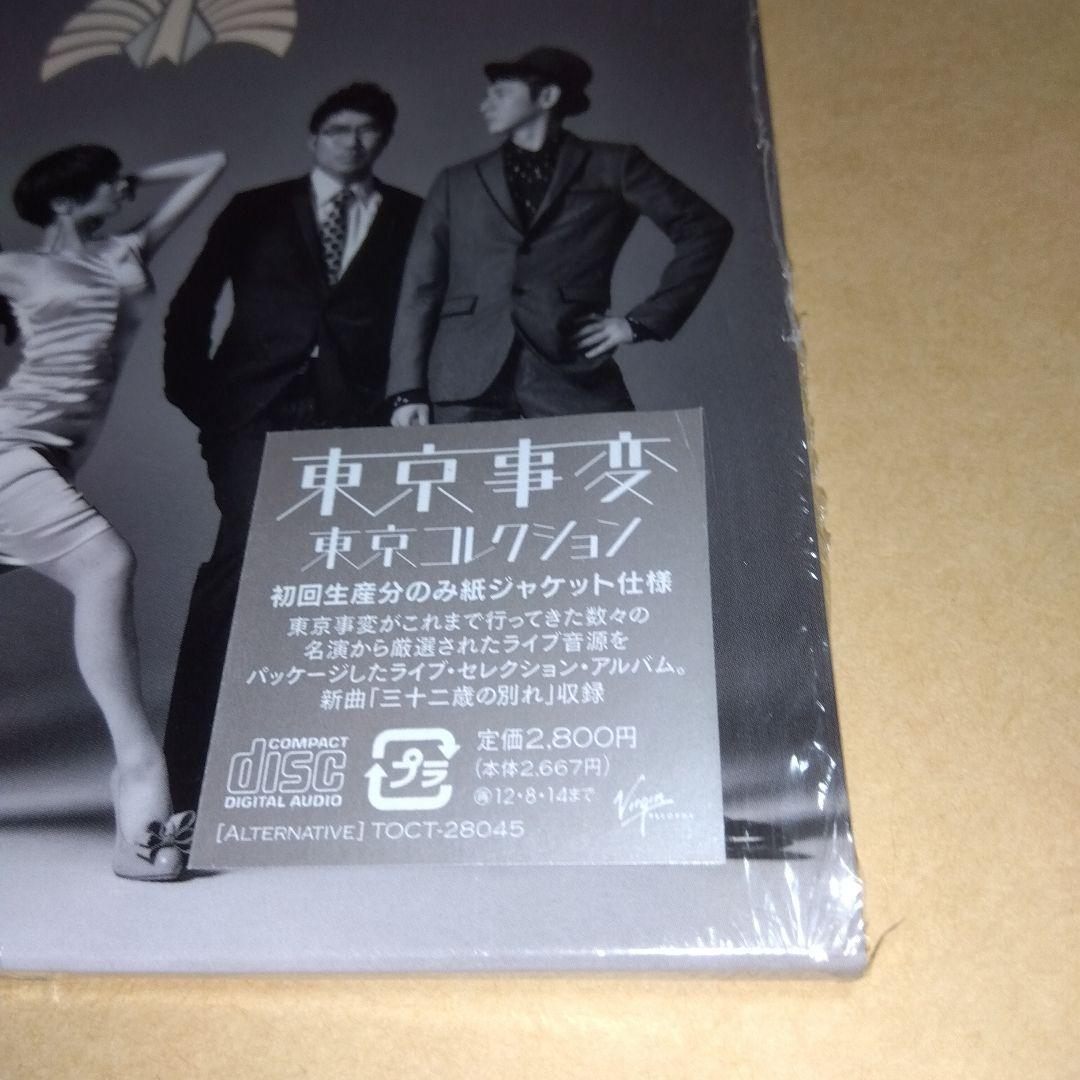 東京事変
東京コレクション
初回生産分のみ紙ジャケット仕様
東京事変がこれまで行ってきた数々の
名演から厳選されたライブ音源を
パッケージしたライブ・セレクション・アルバム。
新曲「三十二歳の別れ」収録
COMPACT
disc
DIGITAL AUDIO
プラ
定価2,800円
(本体2,667円)
㋐12・8・14まで
Virgin
RECORDS
[ALTERNATIVE] TOCT-28045